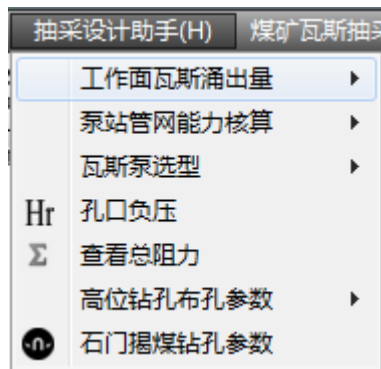 抽采设计助手(H) 煤矿瓦斯抽
工作面瓦斯涌出量
泵站管网能力核算
瓦斯泵选型
Hr 孔口负压
Σ 查看总阻力
高位钻孔布孔参数
石门揭煤钻孔参数